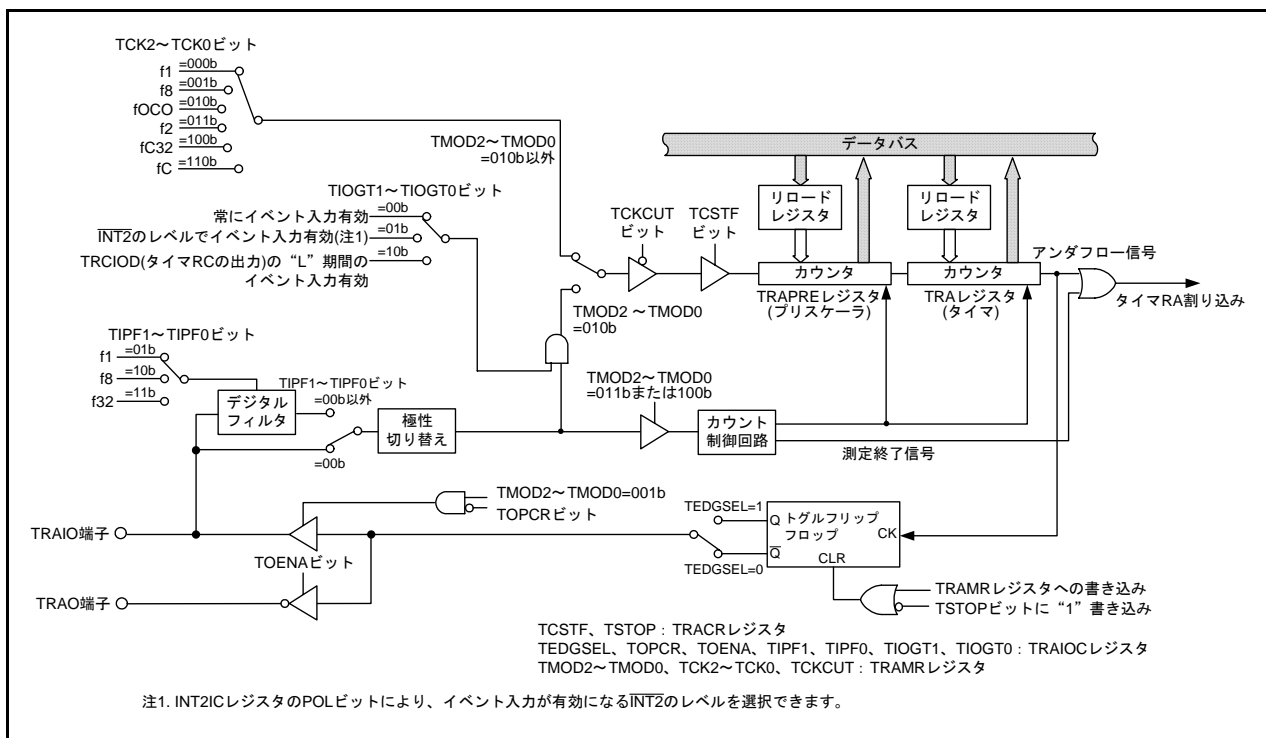 TCK2～TCK0ビット
f1 =000b
f8 =001b
fOCO =010b
f2 =011b
fC32 =100b
fC =110b
TMOD2～TMOD0
=010b以外
データバス
リロード
レジスタ
リロード
レジスタ
TIOGT1～TIOGT0ビット
常にイベント入力有効 =00b
INT2のレベルでイベント入力有効(注1) =01b
TRCIOD(タイマRCの出力)の“L”期間の
イベント入力有効
=10b
TCKCUT
ビット
TCSTF
ビット
カウンタ
TRAPREレジスタ
(プリスケーラ)
カウンタ
TRAレジスタ
(タイマ)
アンダフロー信号
タイマRA割り込み
TMOD2 ～TMOD0
=010b
TIPF1～TIPF0ビット
f1 =01b
f8 =10b
f32 =11b
デジタル
フィルタ
TIPF1～TIPF0ビット
=00b以外
=00b
極性
切り替え
TMOD2～TMOD0
=011bまたは100b
カウント
制御回路
測定終了信号
TMOD2～TMOD0=001b
TOPCRビット
TRAIO端子
TOENAビット
TRAO端子
TEDGSEL=1
TEDGSEL=0
Q トグルフリップ
フロップ
Q
CK
CLR
TRAMRレジスタへの書き込み
TSTOPビットに“1”書き込み
TCSTF、TSTOP：TRACRレジスタ
TEDGSEL、TOPCR、TOENA、TIPF1、TIPF0、TIOGT1、TIOGT0：TRAIOCレジスタ
TMOD2～TMOD0、TCK2～TCK0、TCKCUT：TRAMRレジスタ
注1. INT2ICレジスタのPOLビットにより、イベント入力が有効になるINT2のレベルを選択できます。